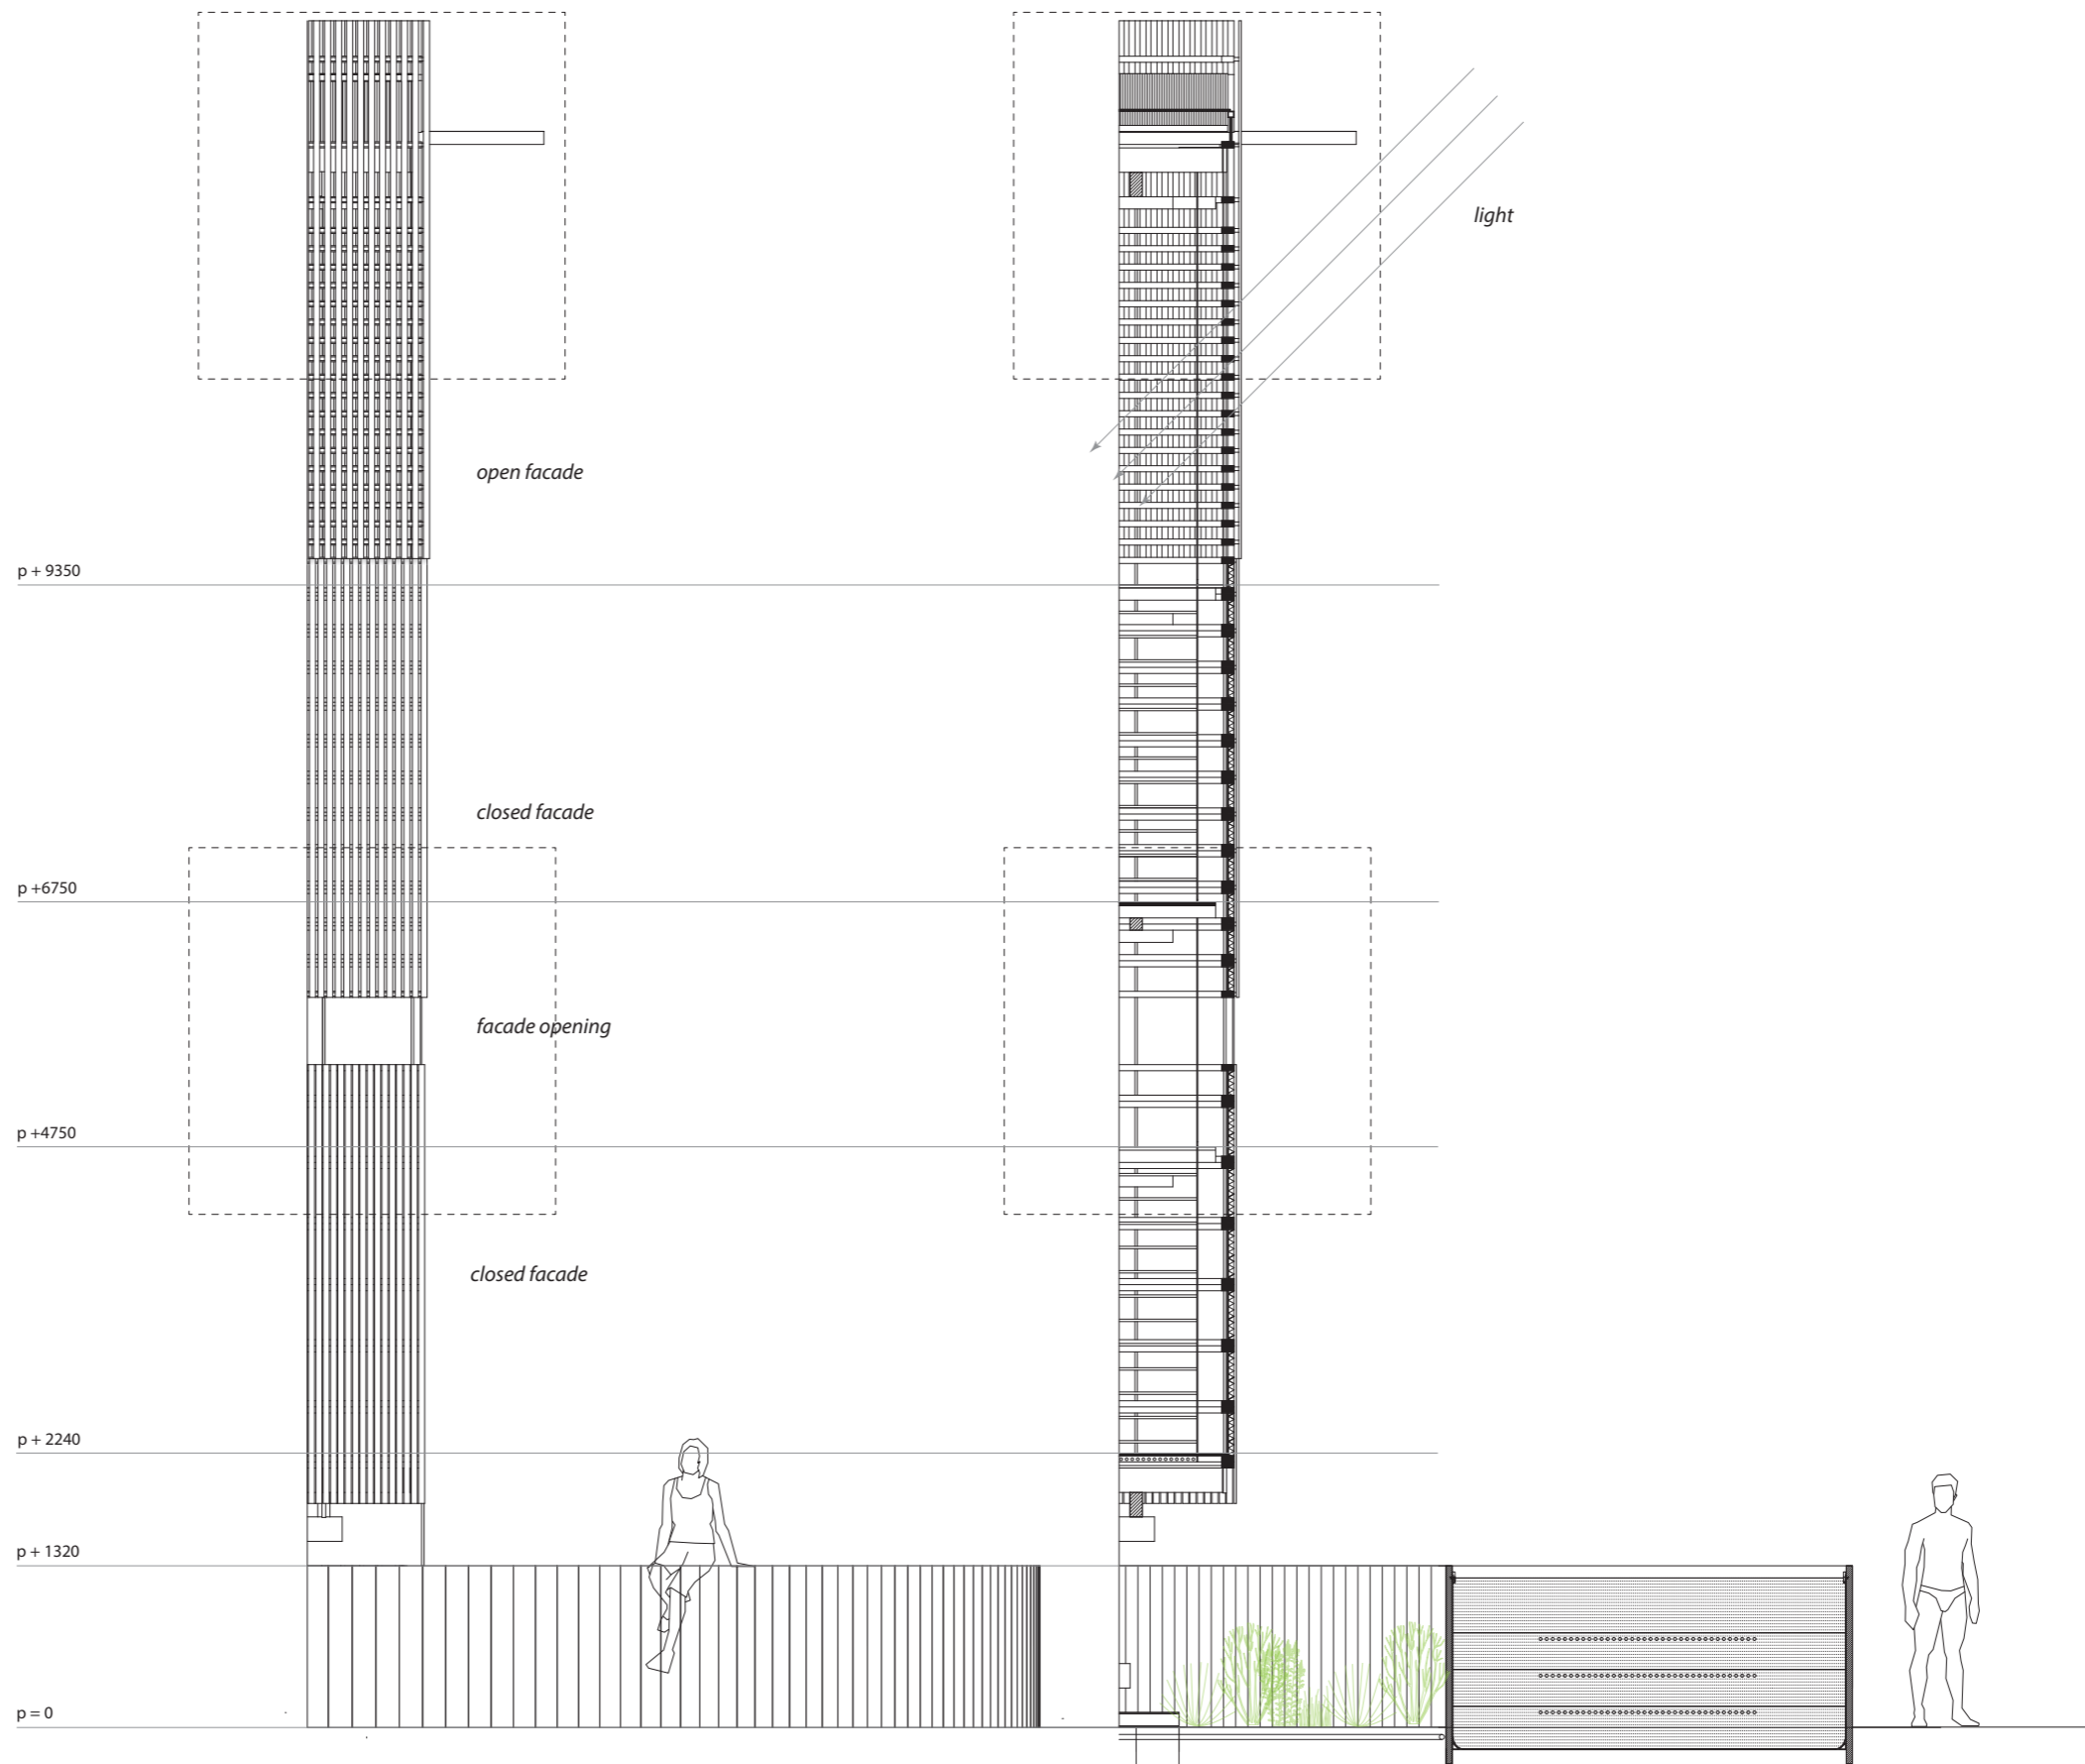 light
open facade
p + 9350
closed facade
p +6750
facade opening
p +4750
closed facade
p + 2240
p + 1320
p = 0